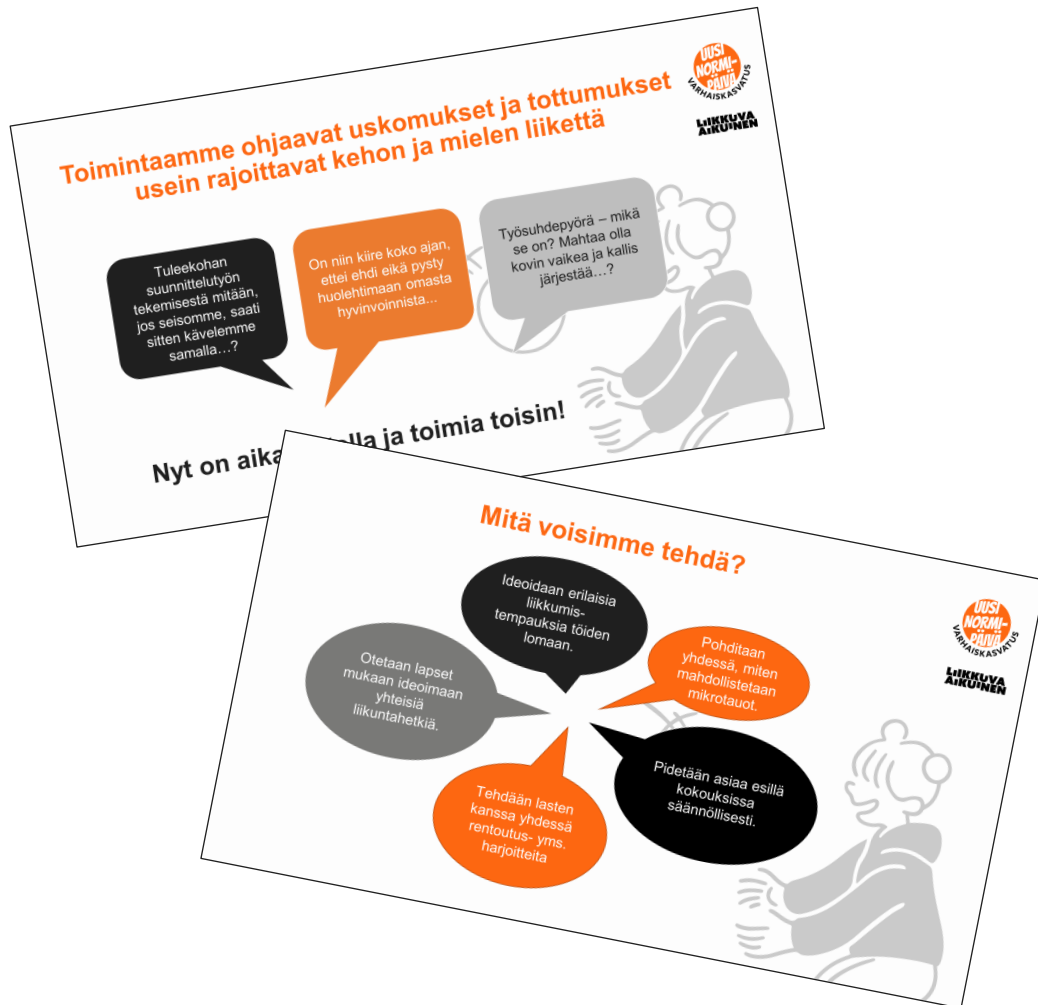 Toimintaamme ohjaavat uskomukset ja tottumukset
usein rajoittavat kehon ja mielen liikettä
UUSI
NORMI-
PÄIVÄ
VARHAISKASVATUS
LIIKKUVA
AIKUINEN
Tuleekohan
suunnittelutyön
tekemisestä mitään,
jos seisomme, saati
sitten kävelemme
samalla…?
On niin kiire koko ajan,
ettei ehdi eikä pysty
huolehtimaan omasta
hyvinvoinnista...
Työsuhdepyörä – mikä
se on? Mahtaa olla
kovin vaikea ja kallis
järjestää…?
Nyt on aika ja toimia toisin!
Mitä voisimme tehdä?
UUSI
NORMI-
PÄIVÄ
VARHAISKASVATUS
LIIKKUVA
AIKUINEN
Ideoidaan erilaisia
liikkumis-
tempauksia töiden
lomaan.
Pohditaan
yhdessä, miten
mahdollistetaan
mikrotauot.
Otetaan lapset
mukaan ideoimaan
yhteisiä
liikuntahetkiä.
Pidetään asiaa esillä
kokouksissa
säännöllisesti.
Tehdään lasten
kanssa yhdessä
rentoutus- yms.
harjoitteita